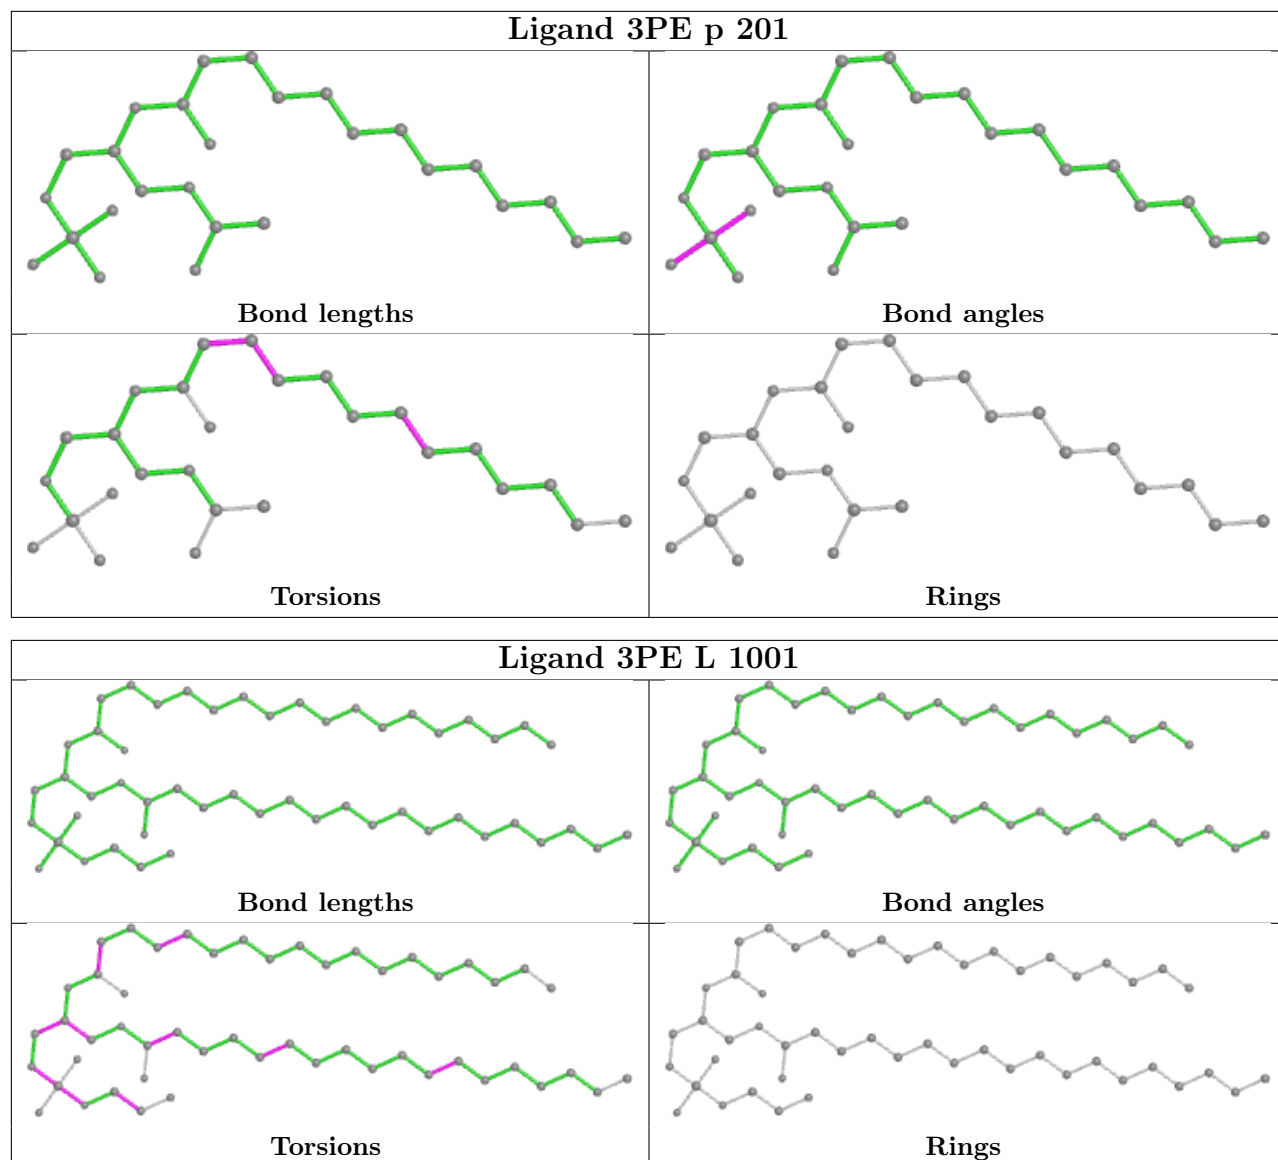 Ligand 3PE p 201
Bond lengths
Bond angles
Torsions
Rings
Ligand 3PE L 1001
Bond lengths
Bond angles
Torsions
Rings